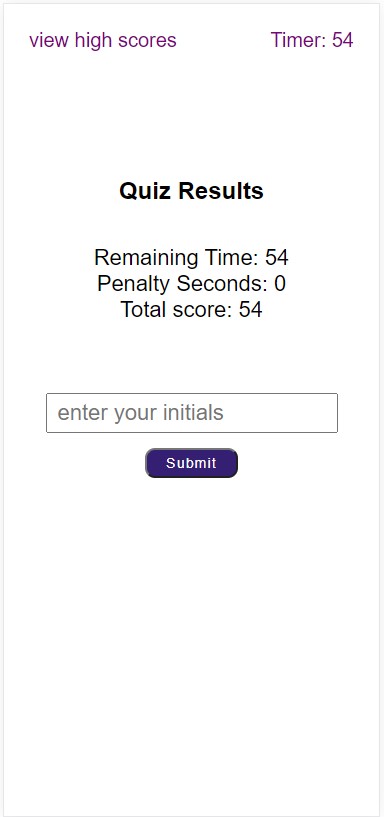 view high scores
Timer: 54
Quiz Results
Remaining Time: 54
Penalty Seconds: 0
Total score: 54
enter your initials
Submit